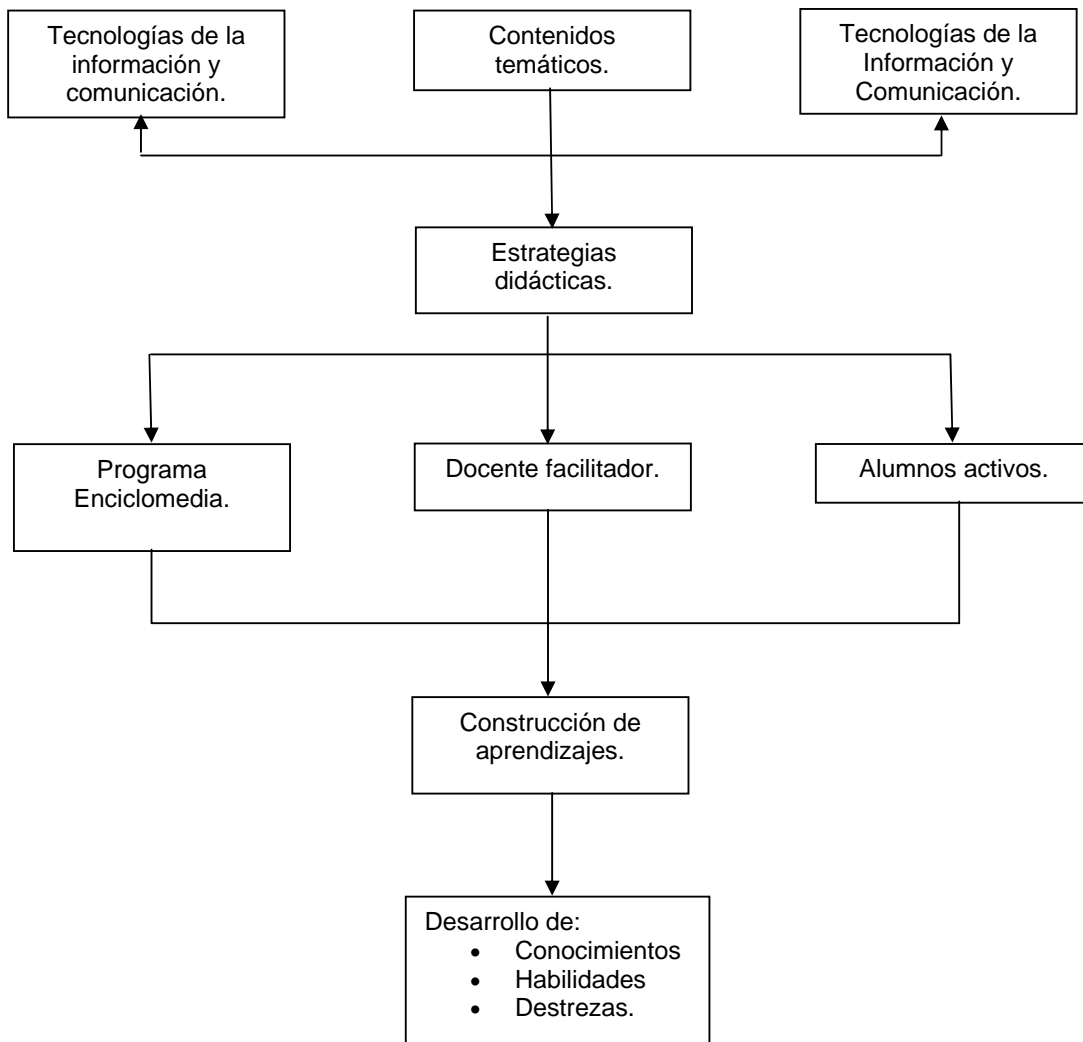 Tecnologías de la
información y
comunicación.
Contenidos
temáticos.
Tecnologías de la
Información y
Comunicación.
Estrategias
didácticas.
Programa
Enciclomedia.
Docente facilitador.
Alumnos activos.
Construcción de
aprendizajes.
Desarrollo de:
• Conocimientos
• Habilidades
• Destrezas.